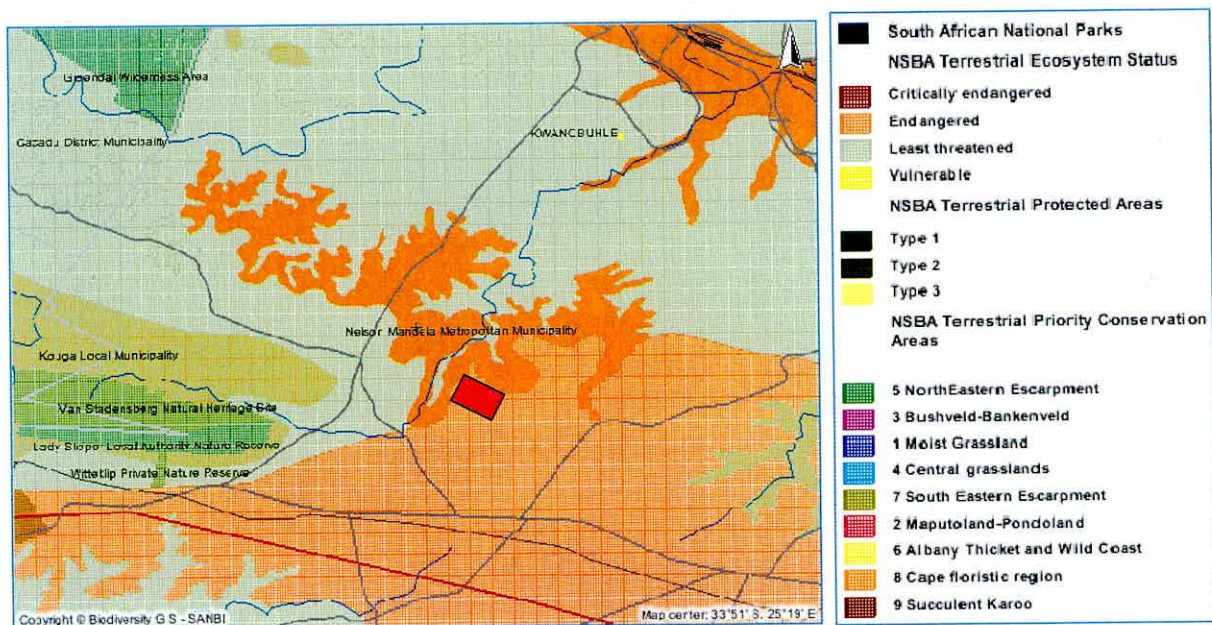 Groendal Wilderness Area
Cacadu District Municipality
KWANOBUHLE
Nelson Mandela Metropolitan Municipality
Kouga Local Municipality
Van Stadensberg Natural Heritage Site
Lady Slipper Local Authority Nature Reserve
Witteklip Private Nature Reserve
Copyright © Biodiversity GIS - SANBI
Map center: 33°51' S, 25°19' E
South African National Parks
NSBA Terrestrial Ecosystem Status
Critically endangered
Endangered
Least threatened
Vulnerable
NSBA Terrestrial Protected Areas
Type 1
Type 2
Type 3
NSBA Terrestrial Priority Conservation
Areas
5 NorthEastern Escarpment
3 Bushveld-Bankenveld
1 Moist Grassland
4 Central grasslands
7 South Eastern Escarpment
2 Maputoland-Pondoland
6 Albany Thicket and Wild Coast
8 Cape floristic region
9 Succulent Karoo